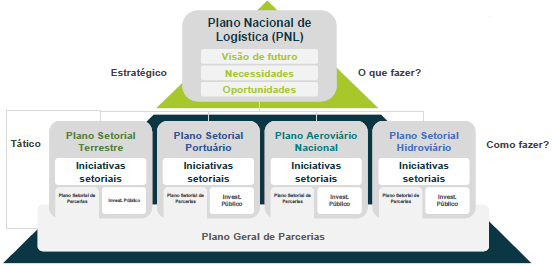 Plano Nacional de
Logística (PNL)
Visão de futuro
Estratégico
Necessidades
O que fazer?
Oportunidades
Tático
Plano Setorial
Terrestre
Iniciativas
setoriais
Plano Setorial de
Parcerias
Invest. Público
Plano Setorial
Portuário
Iniciativas
setoriais
Plano Setorial de
Parcerias
Invest.
Público
Plano Aeroviário
Nacional
Iniciativas
setoriais
Plano Setorial de
Parcerias
Invest.
Público
Plano Setorial
Hidroviário
Iniciativas
setoriais
Plano Setorial de
Parcerias
Invest.
Público
Como fazer?
Plano Geral de Parcerias